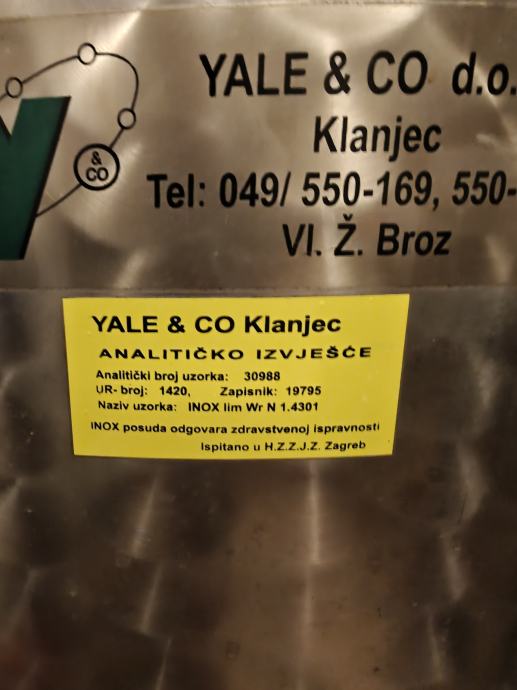 YALE & CO d.o.
Klanjec
Tel: 049/ 550-169, 550-
Vl. Ž. Broz
& CO
YALE & CO Klanjec
ANALITIČKO IZVJEŠĆE
Analitički broj uzorka: 30988
UR- broj: 1420, Zapisnik: 19795
Naziv uzorka: INOX lim Wr N 1.4301
INOX posuda odgovara zdravstvenoj ispravnosti
Ispitano u H.Z.Z.J.Z. Zagreb